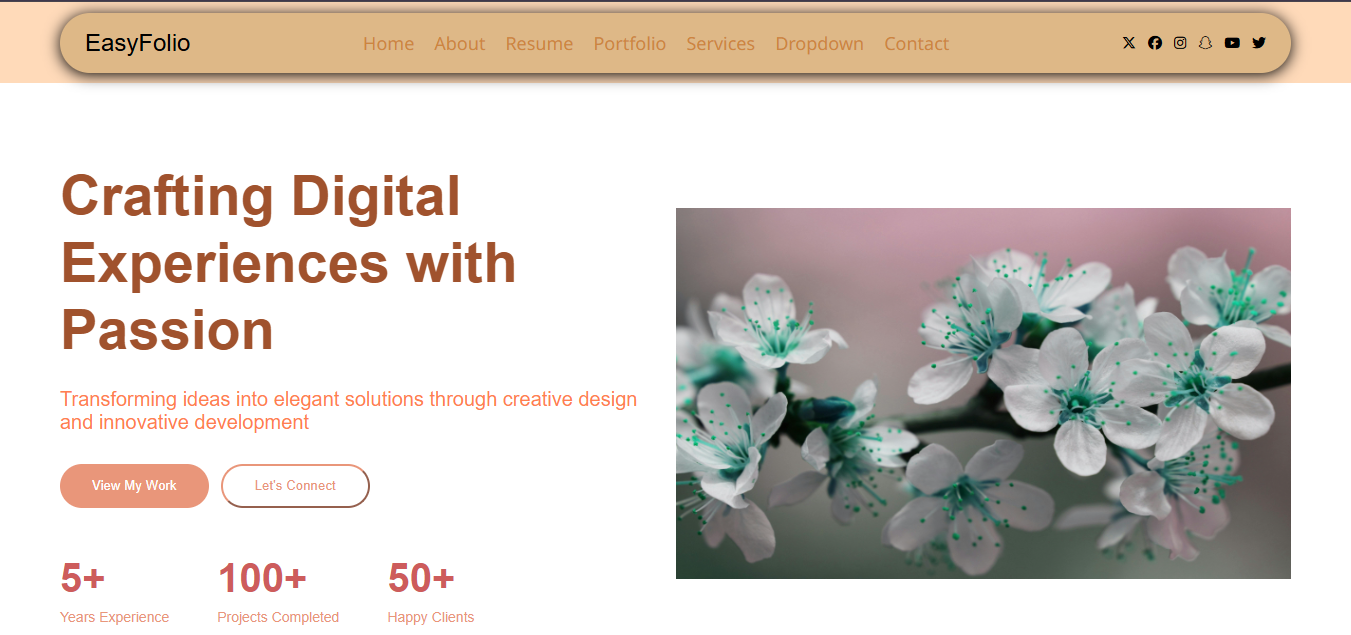 EasyFolio Home About Resume Portfolio Services Dropdown Contact
Crafting Digital
Experiences with
Passion
Transforming ideas into elegant solutions through creative design
and innovative development
View My Work Let's Connect
5+ 100+ 50+
Years Experience Projects Completed Happy Clients